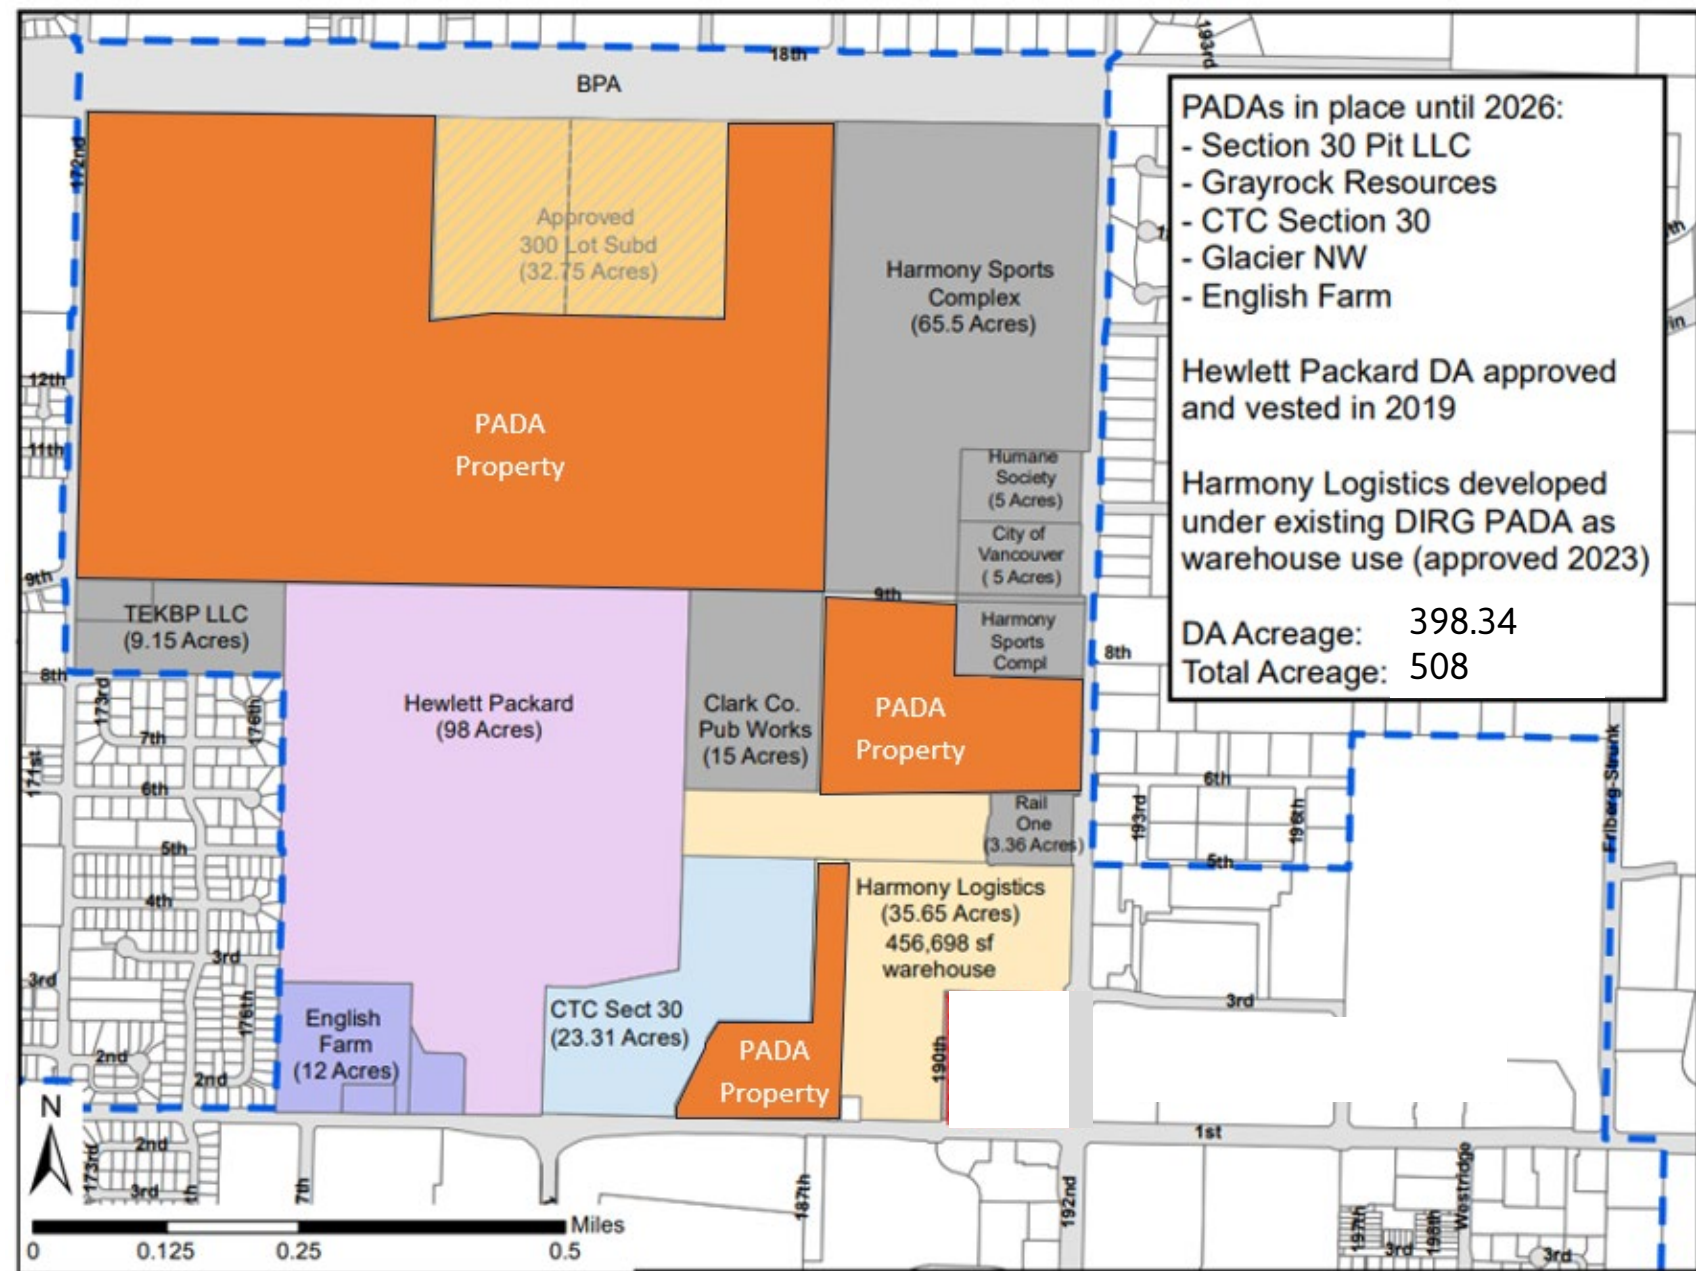 18th
193rd
BPA
172nd
Approved
300 Lot Subd
(32.75 Acres)
Harmony Sports
Complex
(65.5 Acres)
PADA
Property
12th
11th
Humane
Society
(5 Acres)
City of
Vancouver
( 5 Acres)
9th
9th
TEKBP LLC
(9.15 Acres)
Harmony
Sports
Compl
8th
8th
Hewlett Packard
(98 Acres)
Clark Co.
Pub Works
(15 Acres)
PADA
Property
173rd
176th
7th
171st
6th
5th
4th
3rd
3rd
176th
2nd
2nd
Rail
One
(3.36 Acres)
Harmony Logistics
(35.65 Acres)
456,698 sf
warehouse
CTC Sect 30
(23.31 Acres)
English
Farm
(12 Acres)
PADA
Property
190th
6th
193rd
196th
5th
Friberg-Strunk
3rd
1st
PADAs in place until 2026:
- Section 30 Pit LLC
- Grayrock Resources
- CTC Section 30
- Glacier NW
- English Farm
Hewlett Packard DA approved
and vested in 2019
Harmony Logistics developed
under existing DIRG PADA as
warehouse use (approved 2023)
DA Acreage: 398.34
Total Acreage: 508
N
2nd
173rd
3rd
th
7th
187th
192nd
Westridge
197th
198th
3rd
3rd
Miles
0 0.125 0.25 0.5